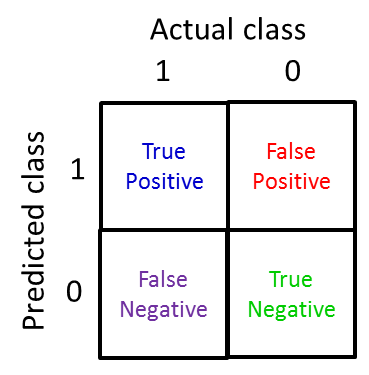 Actual class
1 0
Predicted class
1
True
Positive
False
Positive
0
False
Negative
True
Negative